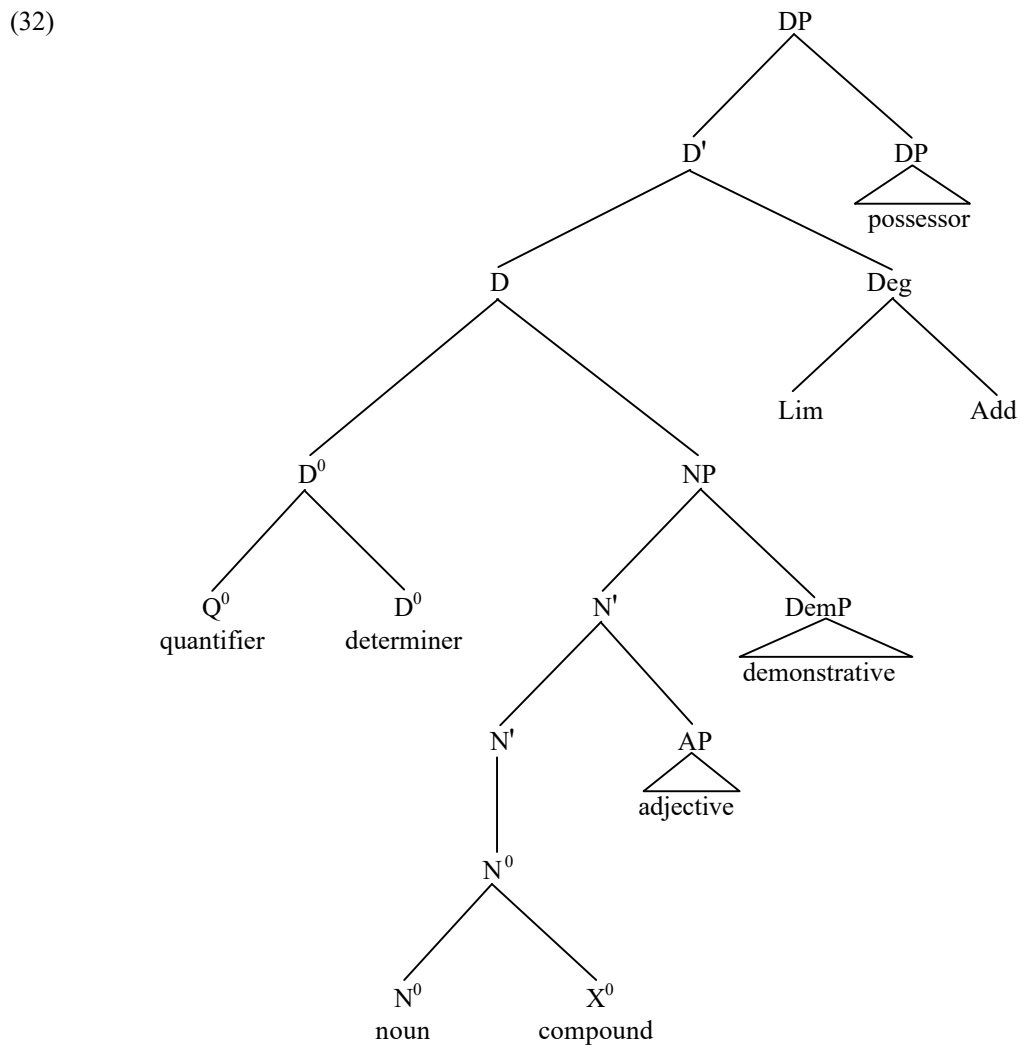 (32)
DP
D' DP
possessor
D Deg
Lim Add
D⁰ NP
Q⁰ D⁰ N' DemP
quantifier determiner demonstrative
N' AP
adjective
N⁰
N⁰ X⁰
noun compound